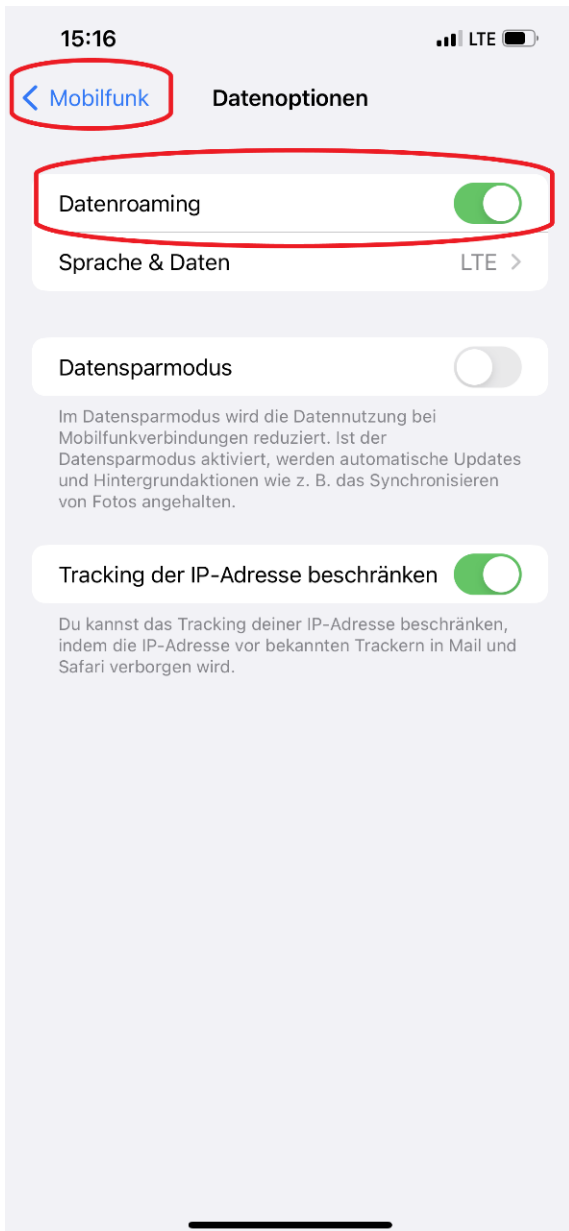 15:16 LTE
Mobilfunk Datenoptionen
Datenroaming
Sprache & Daten LTE
Datensparmodus
Im Datensparmodus wird die Datennutzung bei
Mobilfunkverbindungen reduziert. Ist der
Datensparmodus aktiviert, werden automatische Updates
und Hintergrundaktionen wie z. B. das Synchronisieren
von Fotos angehalten.
Tracking der IP-Adresse beschränken
Du kannst das Tracking deiner IP-Adresse beschränken,
indem die IP-Adresse vor bekannten Trackern in Mail und
Safari verborgen wird.